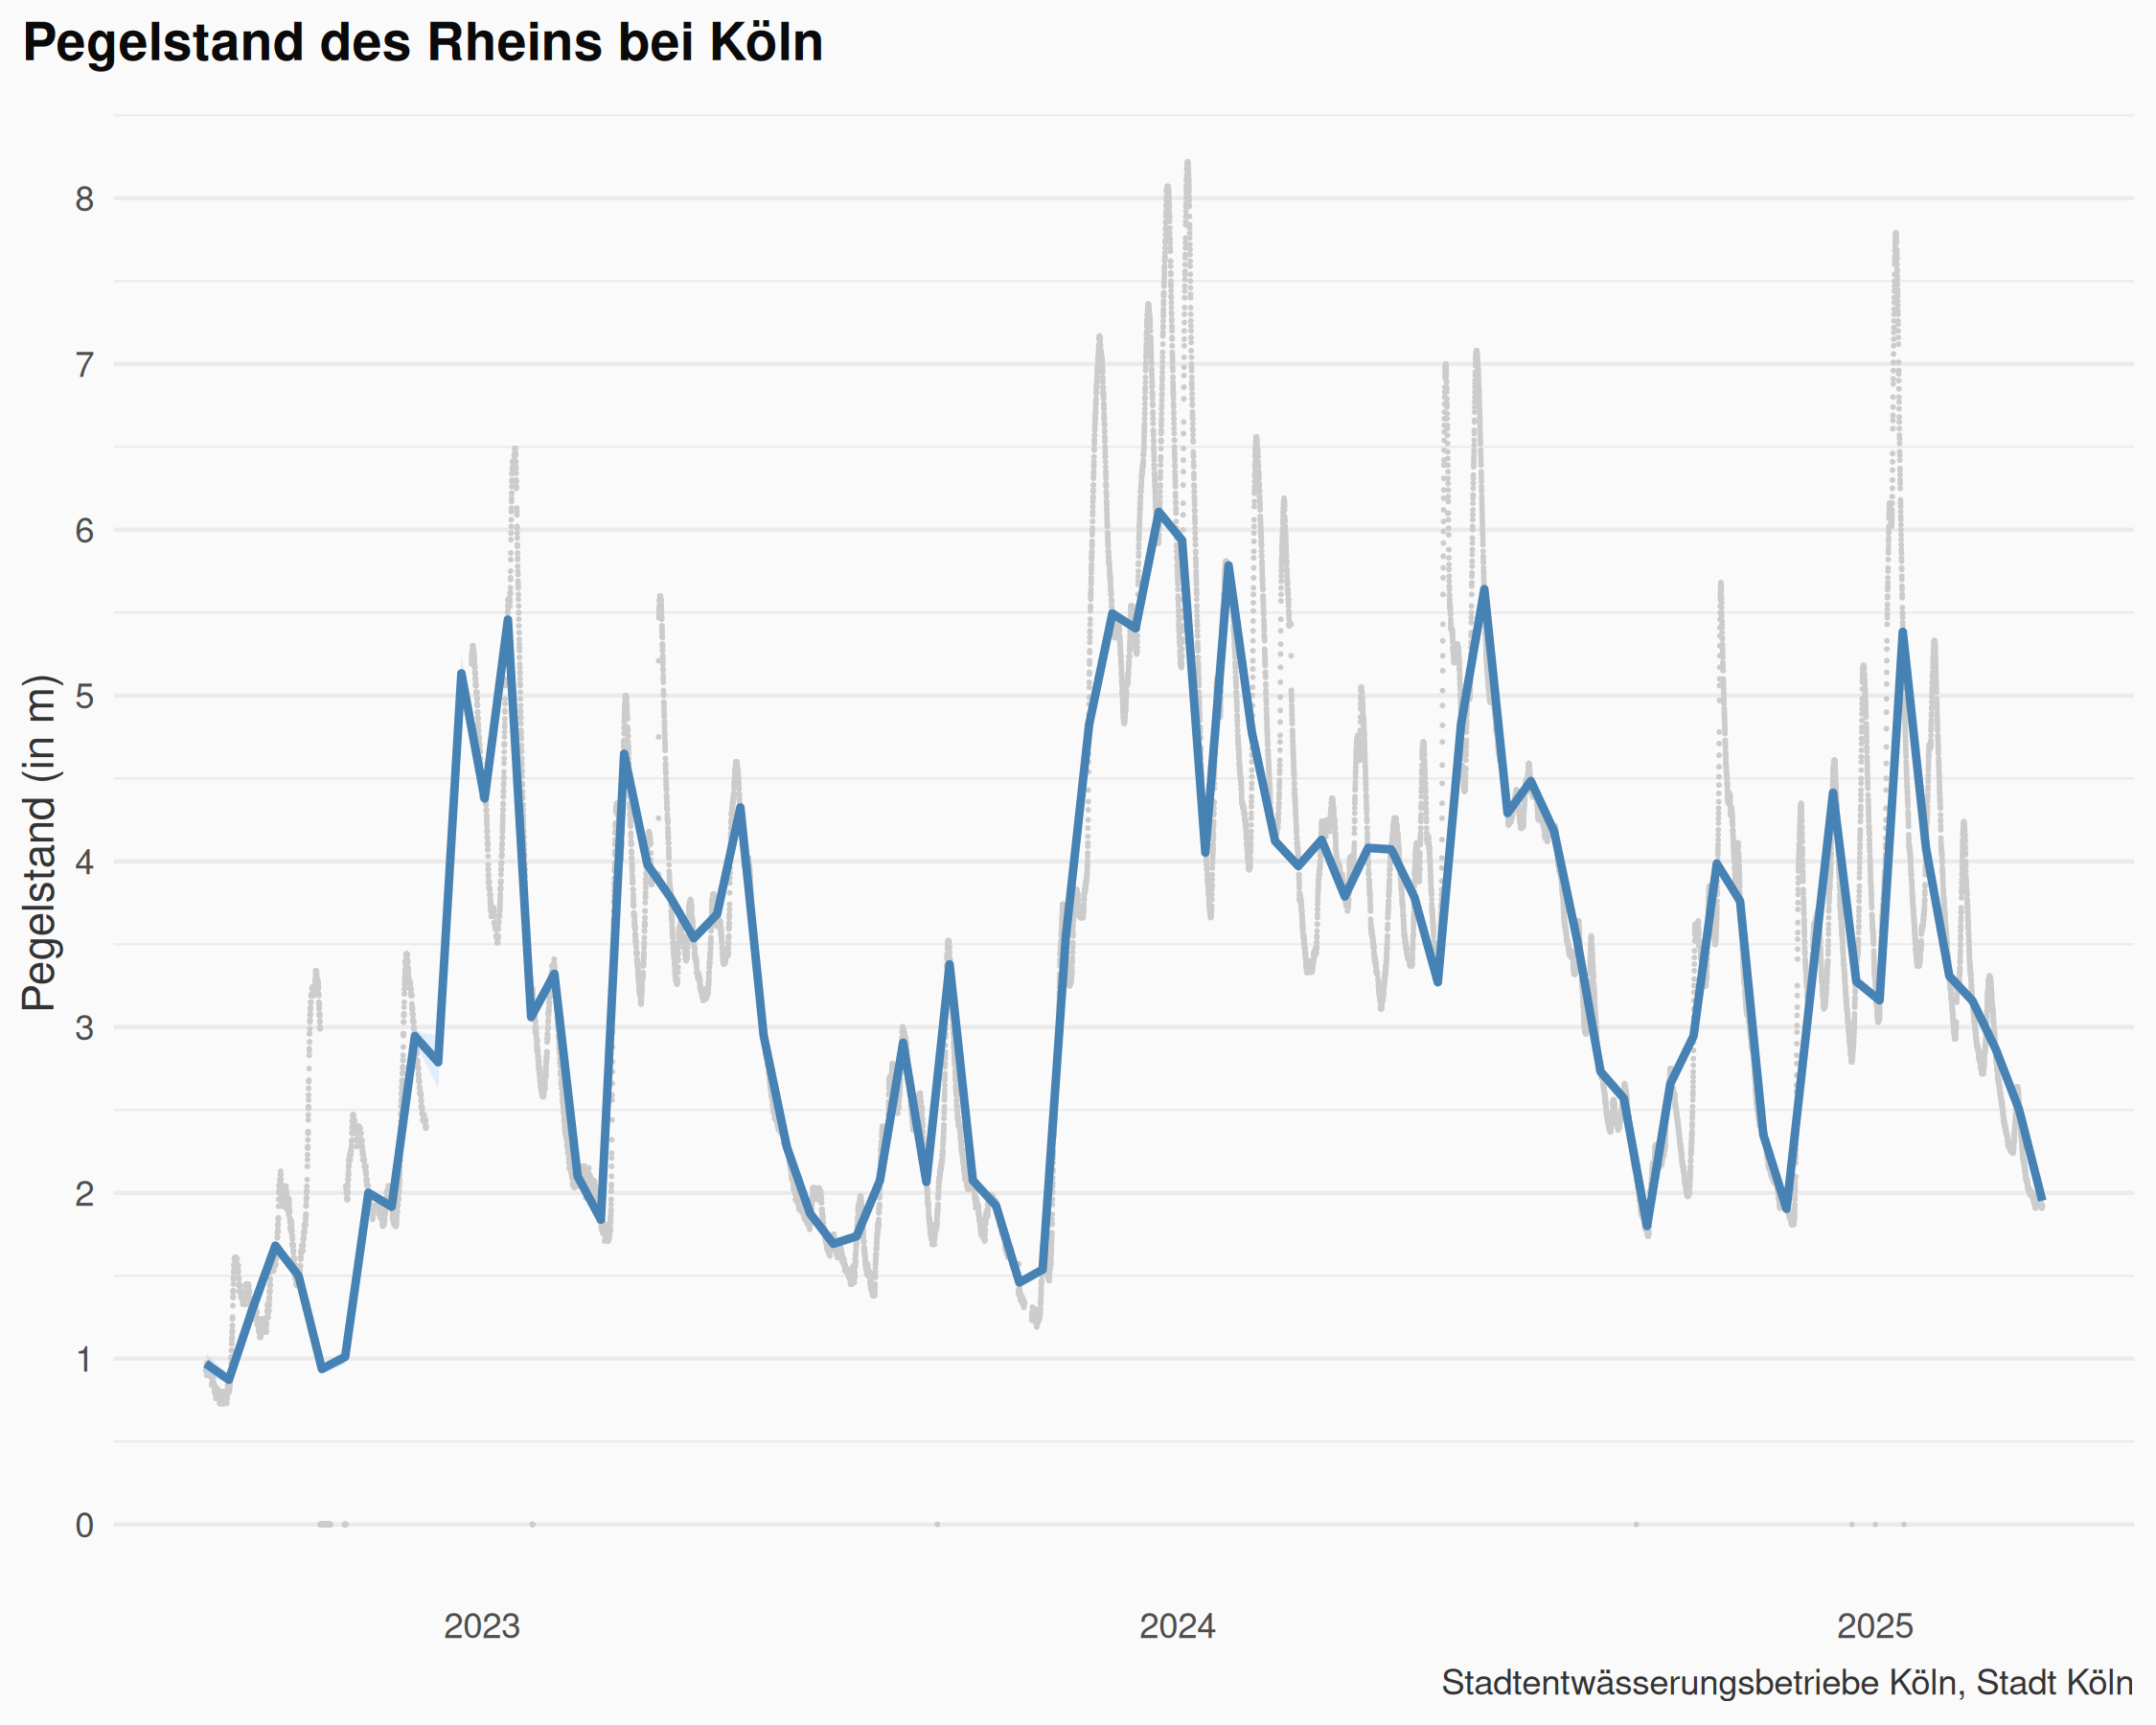 Pegelstand des Rheins bei Köln
Pegelstand (in m)
8
7
6
5
4
3
2
1
0
2023 2024 2025
Stadtentwässerungsbetriebe Köln, Stadt Köln